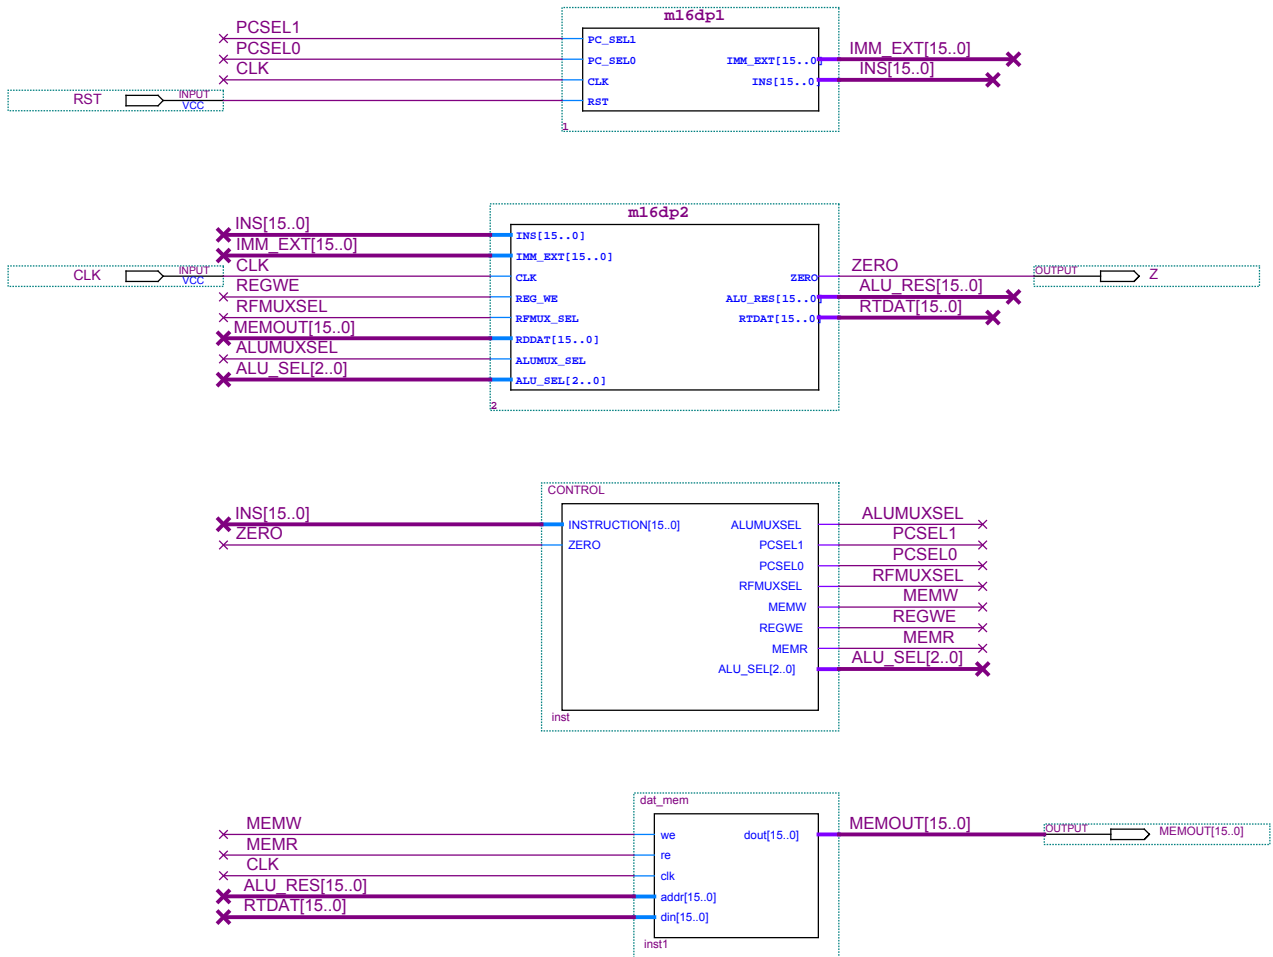 m16dp1
PCSEL1
PC_SEL1
PCSEL0
PC_SEL0
IMM_EXT[15..0]
IMM_EXT[15..0]
CLK
CLK
INS[15..0]
INS[15..0]
RST
INPUT
VCC
RST
1
m16dp2
INS[15..0]
INS[15..0]
IMM_EXT[15..0]
IMM_EXT[15..0]
CLK
INPUT
VCC
CLK
CLK
ZERO
ZERO
OUTPUT
Z
REGWE
REG_WE
ALU_RES[15..0]
ALU_RES[15..0]
RFMUXSEL
RFMUX_SEL
RTDAT[15..0]
RTDAT[15..0]
MEMOUT[15..0]
RDDAT[15..0]
ALUMUXSEL
ALUMUX_SEL
ALU_SEL[2..0]
ALU_SEL[2..0]
2
CONTROL
INS[15..0]
INSTRUCTION[15..0]
ALUMUXSEL
ALUMUXSEL
ZERO
ZERO
PCSEL1
PCSEL1
PCSEL0
PCSEL0
RFMUXSEL
RFMUXSEL
MEMW
MEMW
REGWE
REGWE
MEMR
MEMR
ALU_SEL[2..0]
ALU_SEL[2..0]
inst
dat_mem
MEMW
we
dout[15..0]
MEMOUT[15..0]
OUTPUT
MEMOUT[15..0]
MEMR
re
CLK
clk
ALU_RES[15..0]
addr[15..0]
RTDAT[15..0]
din[15..0]
inst1